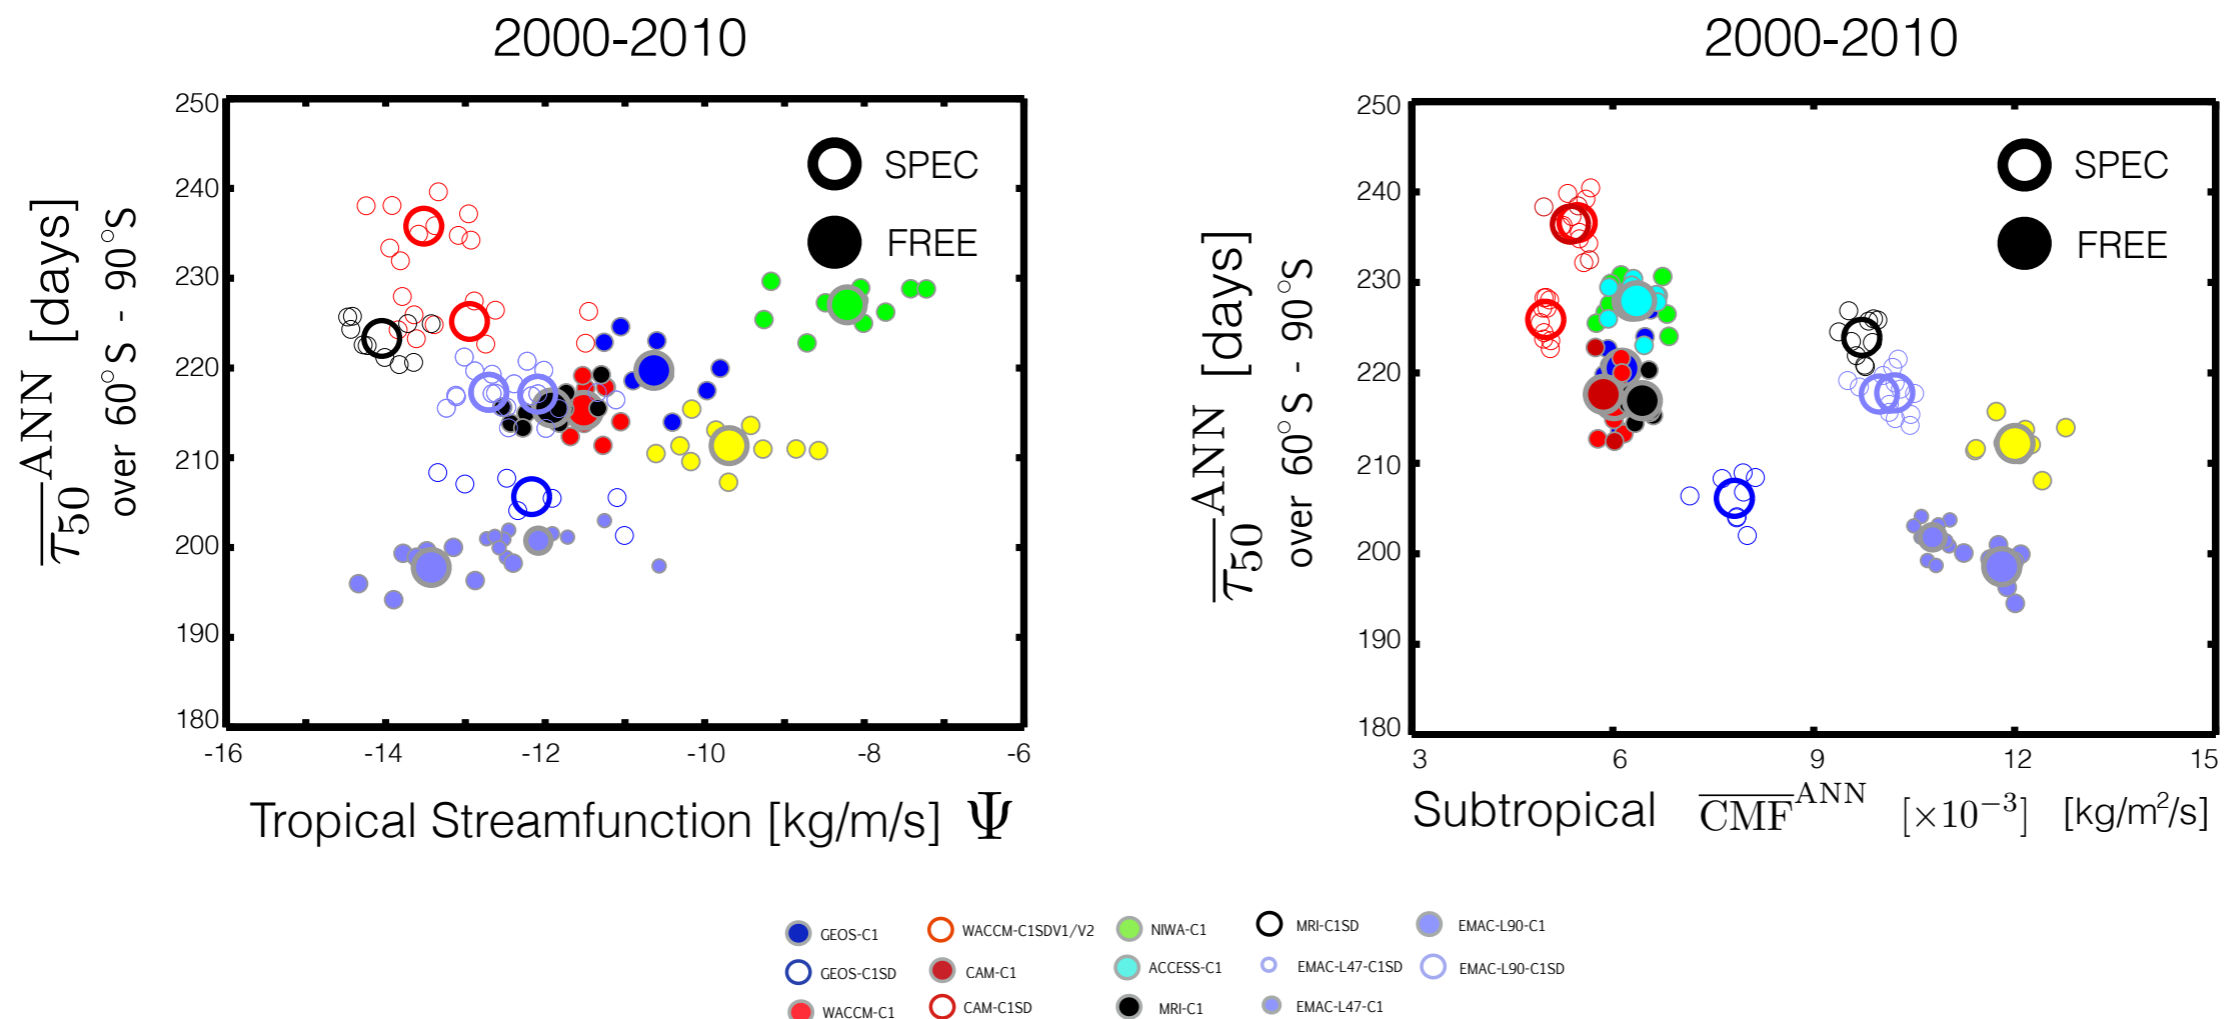 2000-2010
250
240
230
220
210
200
190
180
-16
-14
-12
-10
-8
-6
τ50 ANN [days]
over 60°S - 90°S
SPEC
FREE
Tropical Streamfunction [kg/m/s] Ψ
2000-2010
250
240
230
220
210
200
190
180
3
6
9
12
15
τ50 ANN [days]
over 60°S - 90°S
SPEC
FREE
Subtropical CMF ANN [×10⁻³] [kg/m²/s]
GEOS-C1
WACCM-C1SDV1/V2
NIWA-C1
MRI-C1SD
EMAC-L90-C1
GEOS-C1SD
CAM-C1
ACCESS-C1
EMAC-L47-C1SD
EMAC-L90-C1SD
WACCM-C1
CAM-C1SD
MRI-C1
EMAC-L47-C1